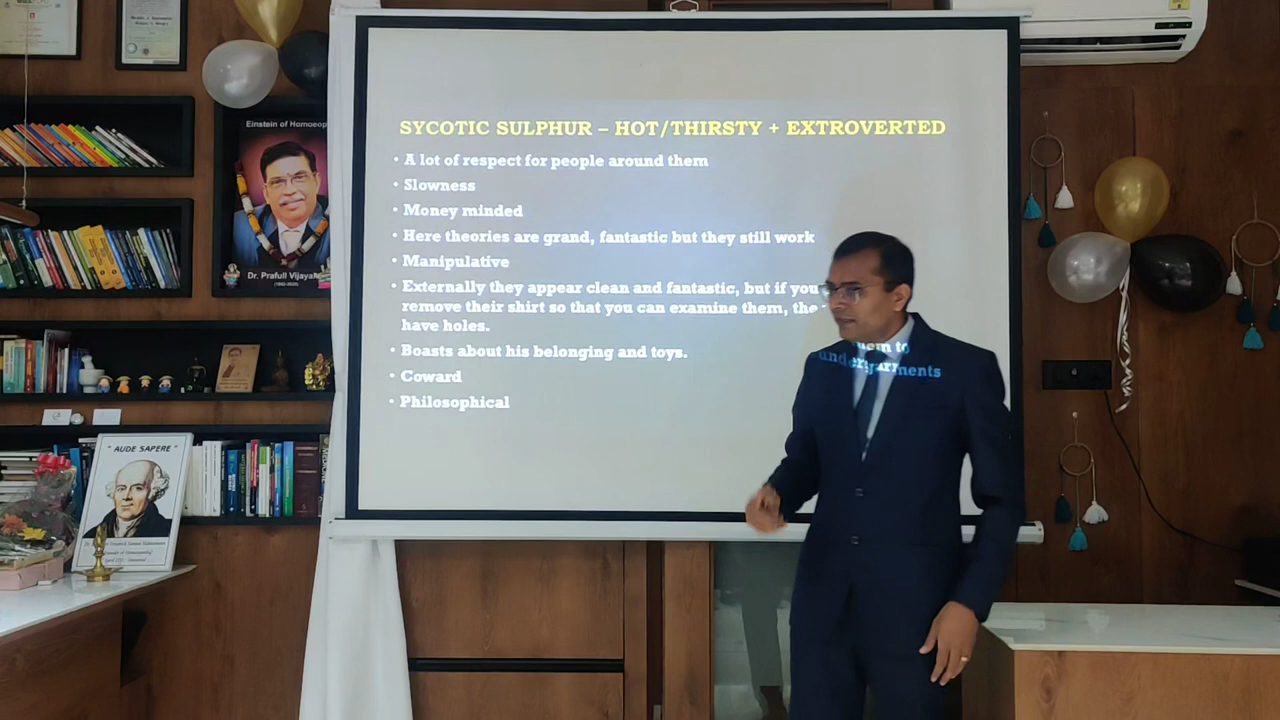 SYCOTIC SULPHUR – HOT/THIRSTY + EXTROVERTED
• A lot of respect for people around them
• Slowness
• Money minded
• Here theories are grand, fantastic but they still work
• Manipulative
• Externally they appear clean and fantastic, but if you
them to
remove their shirt so that you can examine them, the
undergarments
have holes.
• Boasts about his belonging and toys.
• Coward
• Philosophical
Einstein of Homoeop
Dr. Prafull Vijayak
" AUDE SAPERE "